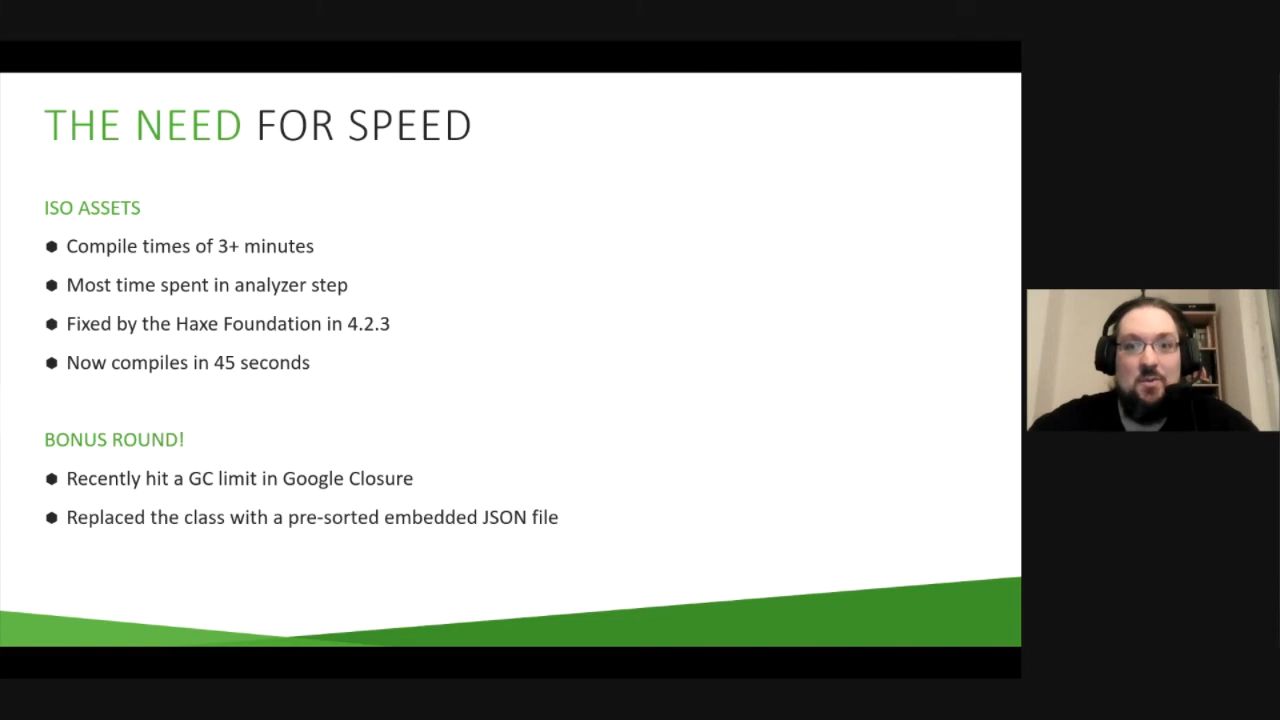 THE NEED FOR SPEED
ISO ASSETS
Compile times of 3+ minutes
Most time spent in analyzer step
Fixed by the Haxe Foundation in 4.2.3
Now compiles in 45 seconds
BONUS ROUND!
Recently hit a GC limit in Google Closure
Replaced the class with a pre-sorted embedded JSON file